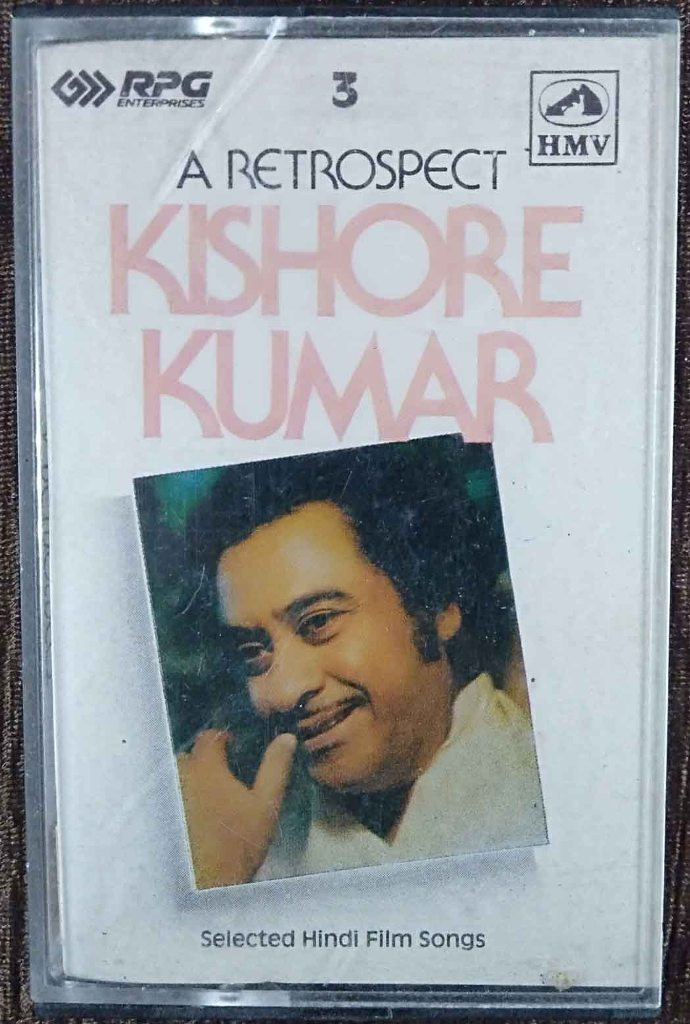 RPG
ENTERPRISES
3
HMV
A RETROSPECT
KISHORE
KUMAR
Selected Hindi Film Songs